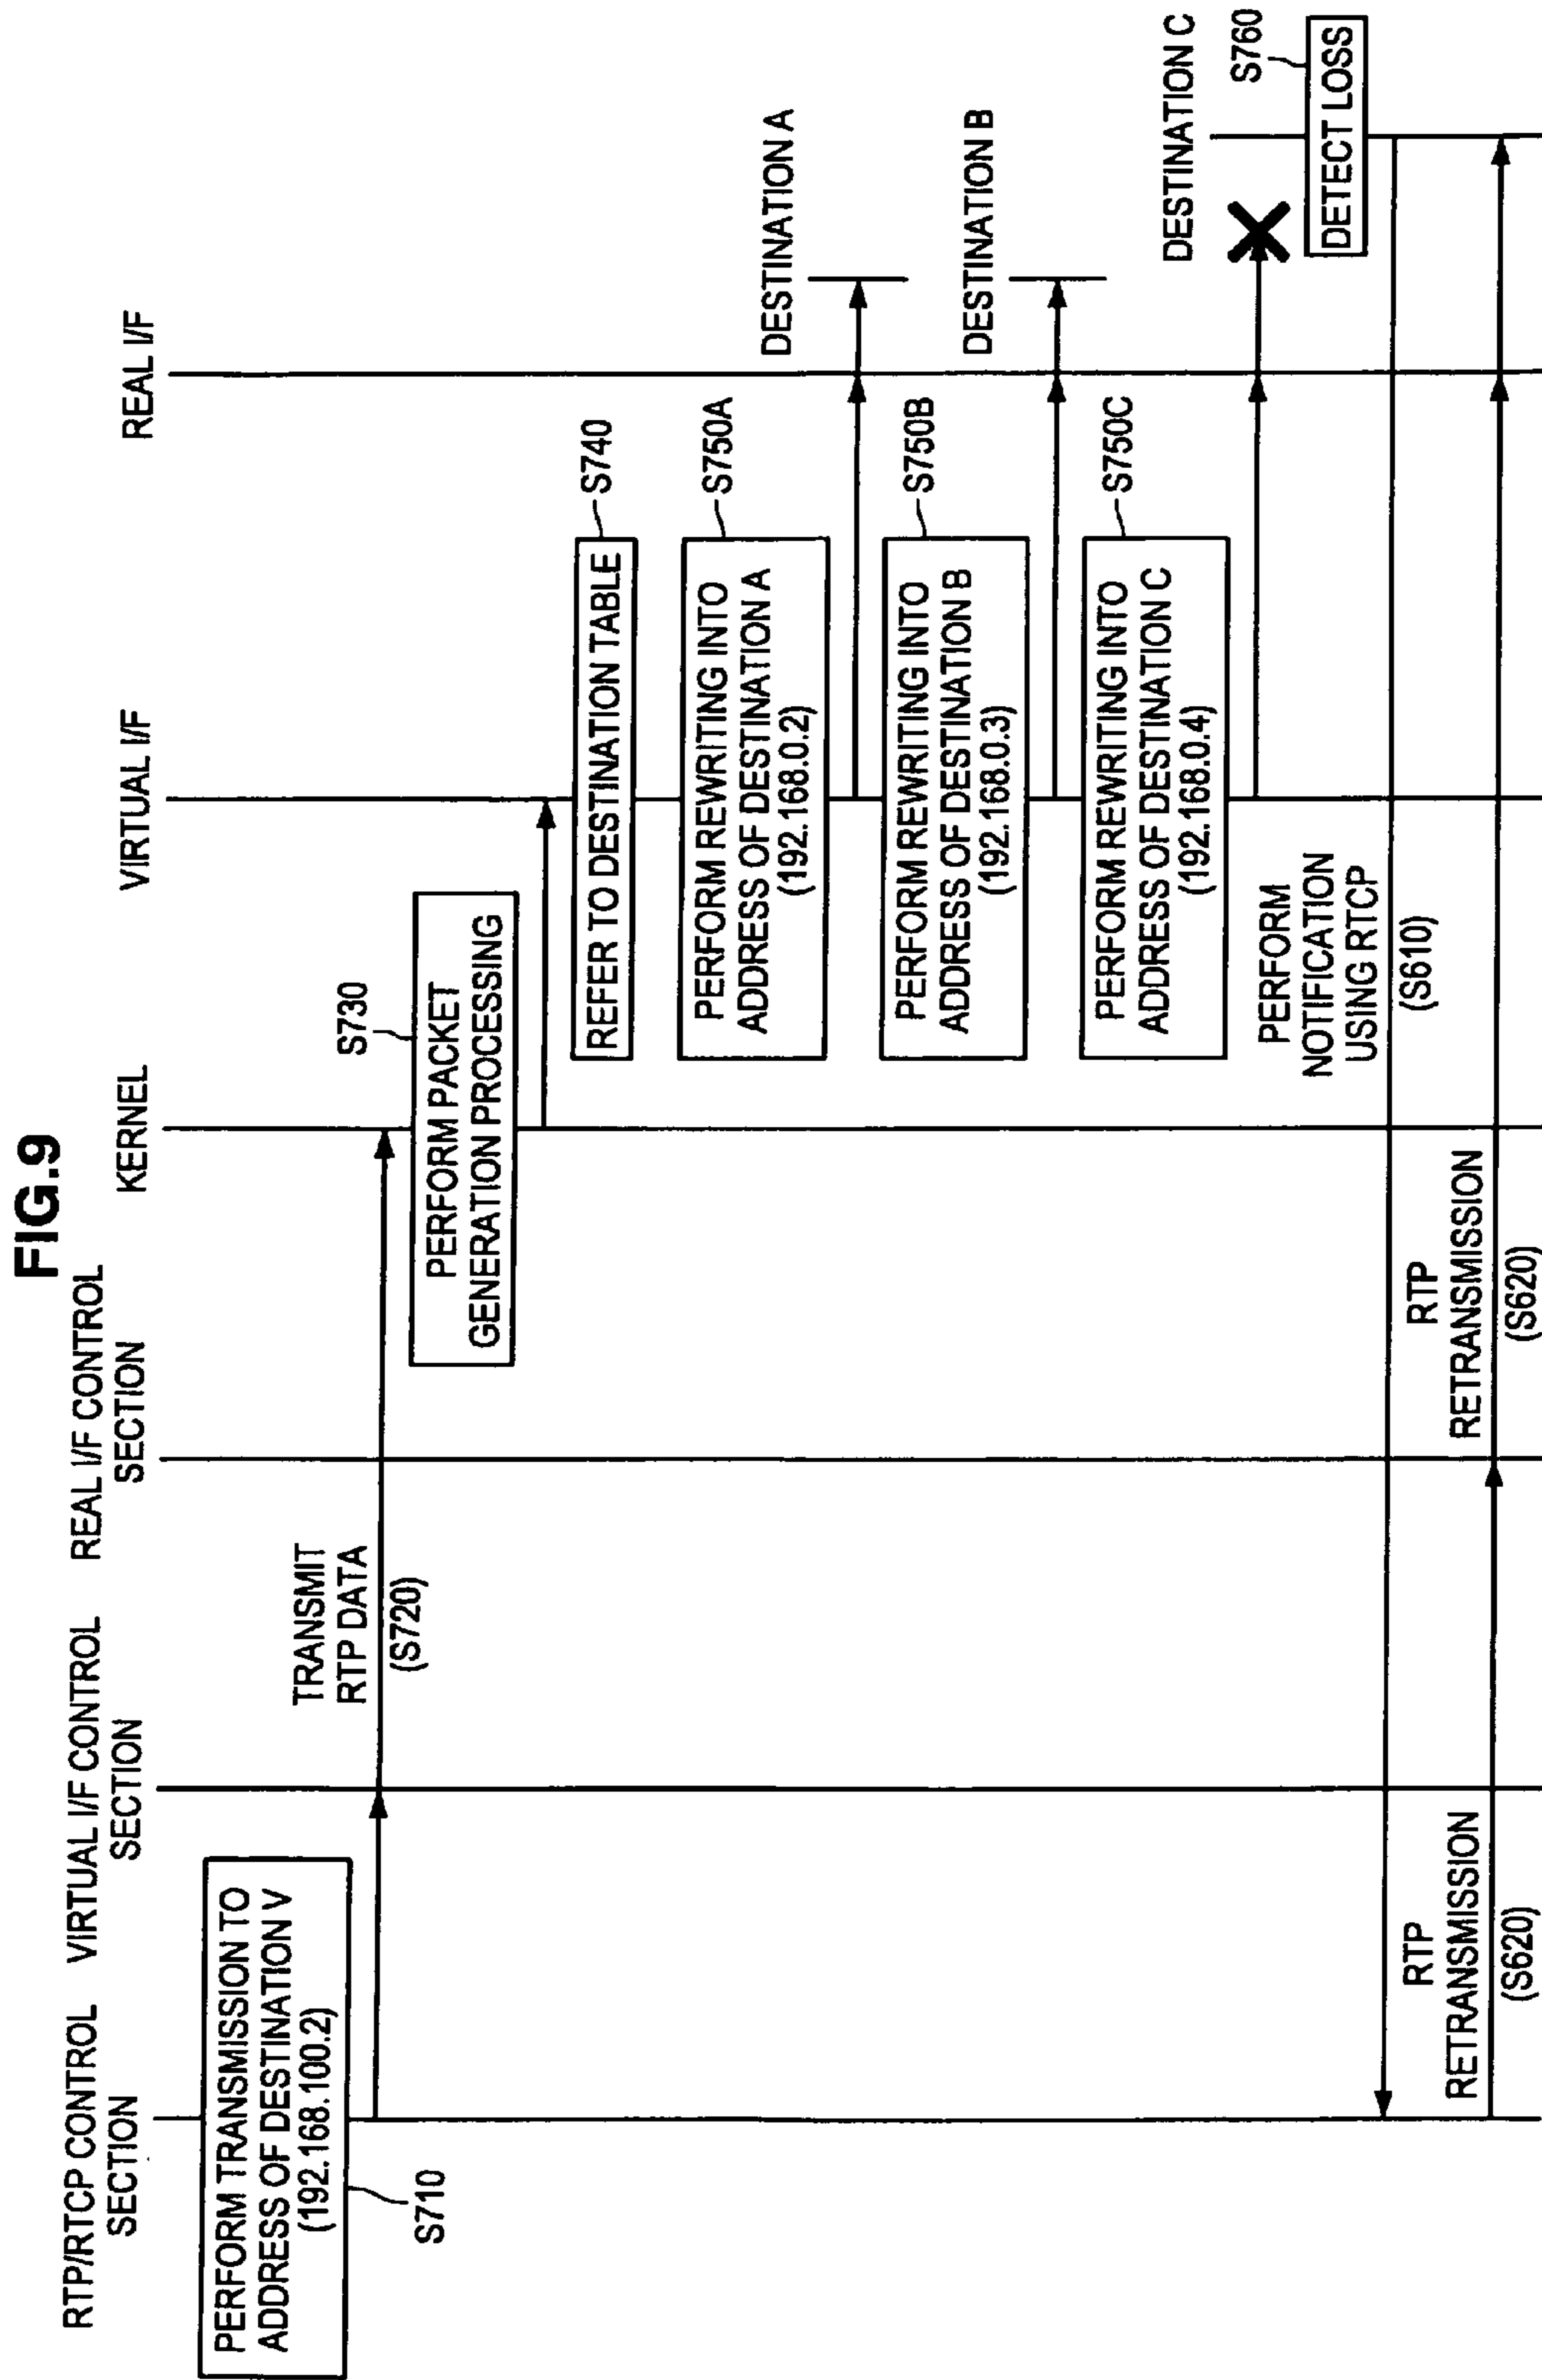 FIG.9
RTP/RTCP CONTROL
SECTION
VIRTUAL I/F CONTROL
SECTION
REAL I/F CONTROL
SECTION
KERNEL
VIRTUAL I/F
REAL I/F
PERFORM TRANSMISSION TO
ADDRESS OF DESTINATION V
(192.168.100.2)
S710
TRANSMIT
RTP DATA
(S720)
S730
PERFORM PACKET
GENERATION PROCESSING
REFER TO DESTINATION TABLE
S740
PERFORM REWRITING INTO
ADDRESS OF DESTINATION A
(192.168.0.2)
S750A
DESTINATION A
PERFORM REWRITING INTO
ADDRESS OF DESTINATION B
(192.168.0.3)
S750B
DESTINATION B
PERFORM REWRITING INTO
ADDRESS OF DESTINATION C
(192.168.0.4)
S750C
DESTINATION C
S760
DETECT LOSS
PERFORM
NOTIFICATION
USING RTCP
(S610)
RTP
RETRANSMISSION
(S620)
RTP
RETRANSMISSION
(S620)